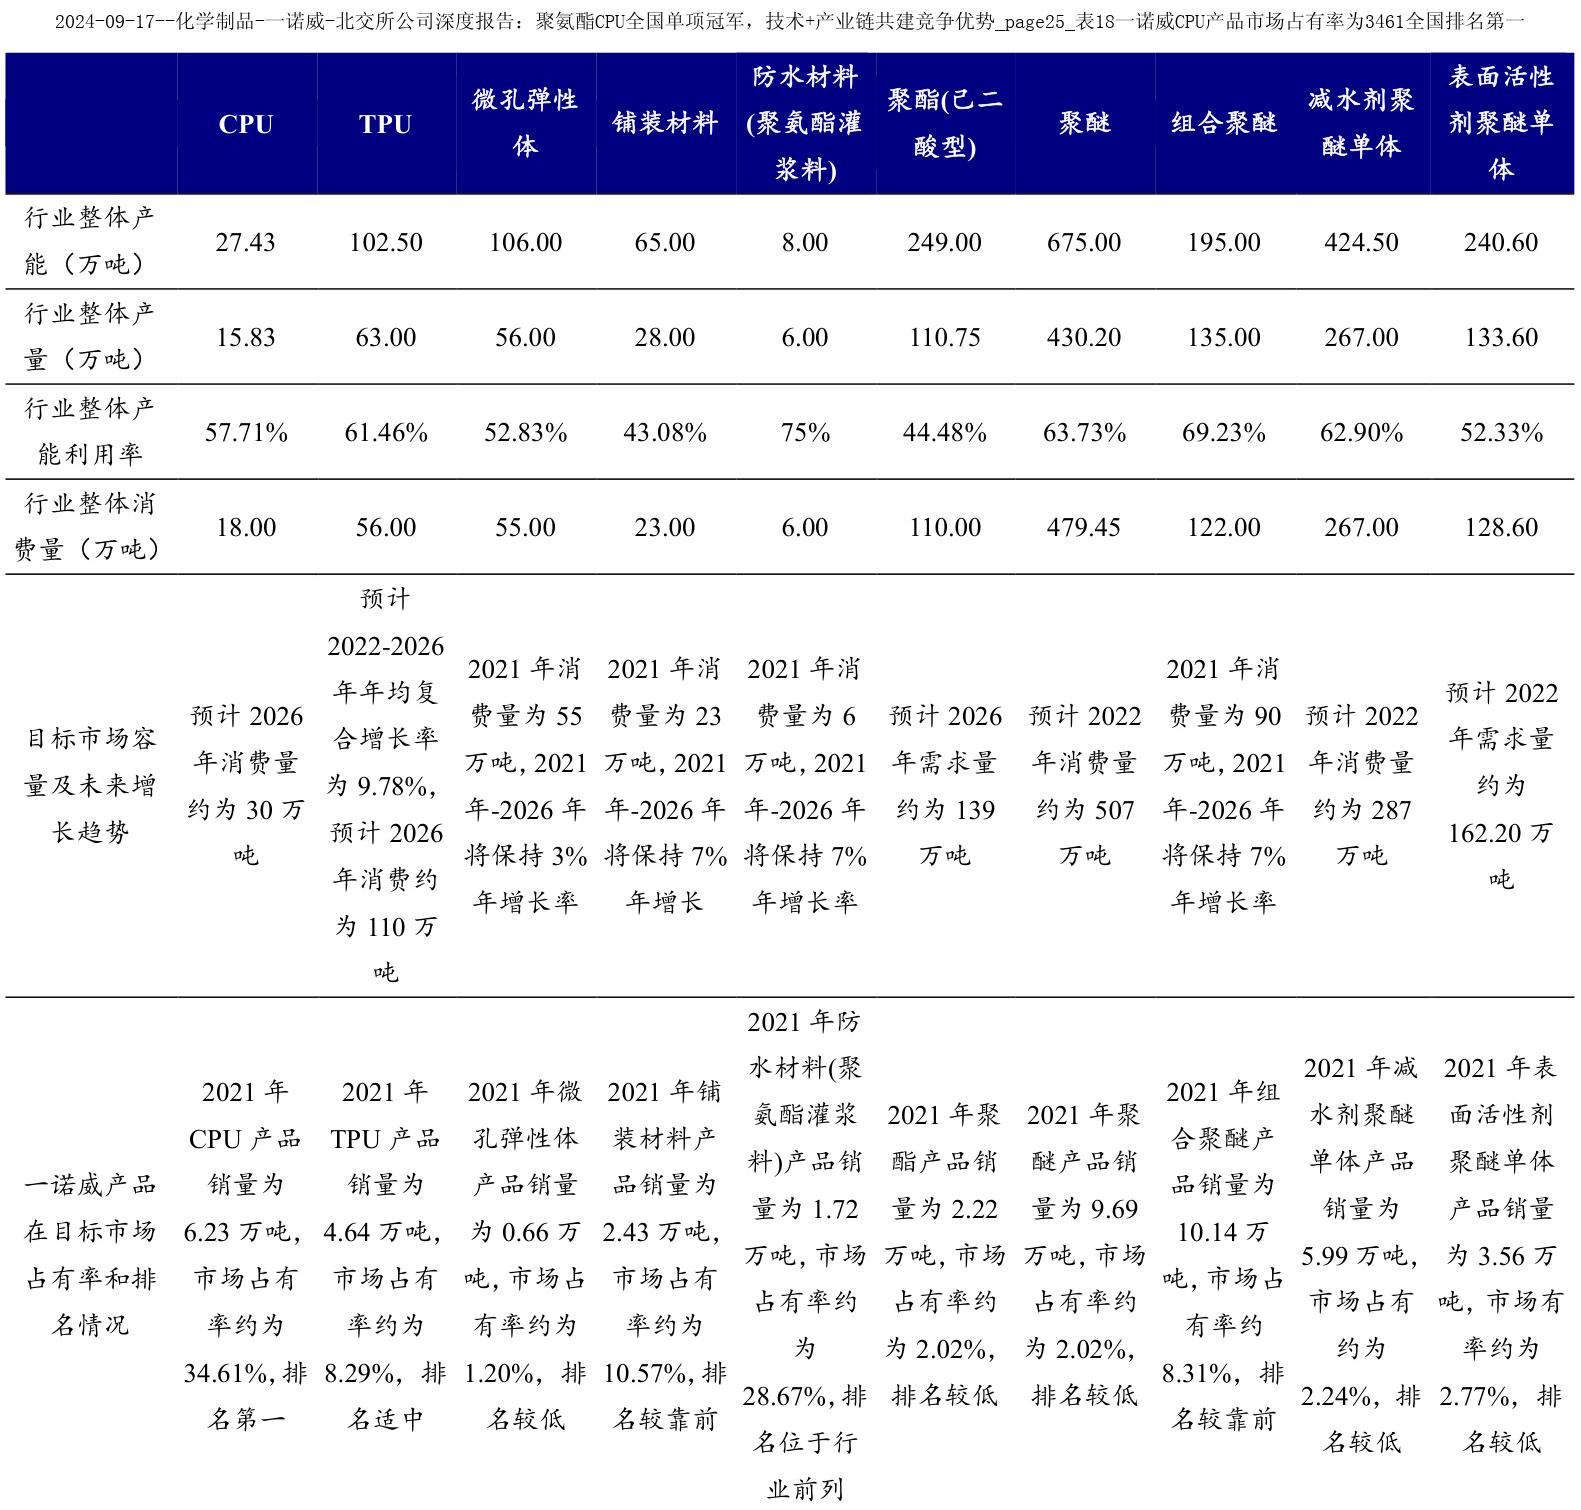 2024-09-17--化学制品-一诺威-北交所公司深度报告：聚氨酯CPU全国单项冠军，技术+产业链共建竞争优势_page25_表18一诺威CPU产品市场占有率为3461全国排名第一
CPU
TPU
微孔弹性
体
铺装材料
防水材料
(聚氨酯灌
浆料)
聚酯(己二
酸型)
聚醚
组合聚醚
减水剂聚
醚单体
表面活性
剂聚醚单
体
行业整体产
能（万吨）
27.43
102.50
106.00
65.00
8.00
249.00
675.00
195.00
424.50
240.60
行业整体产
量（万吨）
15.83
63.00
56.00
28.00
6.00
110.75
430.20
135.00
267.00
133.60
行业整体产
能利用率
57.71%
61.46%
52.83%
43.08%
75%
44.48%
63.73%
69.23%
62.90%
52.33%
行业整体消
费量（万吨）
18.00
56.00
55.00
23.00
6.00
110.00
479.45
122.00
267.00
128.60
目标市场容
量及未来增
长趋势
预计 2026
年消费量
约为 30 万
吨
预计
2022-2026
年年均复
合增长率
为 9.78%，
预计 2026
年消费约
为 110 万
吨
2021 年消
费量为 55
万吨，2021
年-2026 年
将保持 3%
年增长率
2021 年消
费量为 23
万吨，2021
年-2026 年
将保持 7%
年增长
2021 年消
费量为 6
万吨，2021
年-2026 年
将保持 7%
年增长率
预计 2026
年需求量
约为 139
万吨
预计 2022
年消费量
约为 507
万吨
2021 年消
费量为 90
万吨，2021
年-2026 年
将保持 7%
年增长率
预计 2022
年消费量
约为 287
万吨
预计 2022
年需求量
约为
162.20 万
吨
一诺威产品
在目标市场
占有率和排
名情况
2021 年
CPU 产品
销量为
6.23 万吨，
市场占有
率约为
34.61%，排
名第一
2021 年
TPU 产品
销量为
4.64 万吨，
市场占有
率约为
8.29%，排
名适中
2021 年微
孔弹性体
产品销量
为 0.66 万
吨，市场占
有率约为
1.20%，排
名较低
2021 年铺
装材料产
品销量为
2.43 万吨，
市场占有
率约为
10.57%，排
名较靠前
2021 年防
水材料(聚
氨酯灌浆
料)产品销
量为 1.72
万吨，市场
占有率约
为
28.67%，排
名位于行
业前列
2021 年聚
酯产品销
量为 2.22
万吨，市场
占有率约
为 2.02%，
排名较低
2021 年聚
醚产品销
量为 9.69
万吨，市场
占有率约
为 2.02%，
排名较低
2021 年组
合聚醚产
品销量为
10.14 万
吨，市场占
有率约
8.31%，排
名较靠前
2021 年减
水剂聚醚
单体产品
销量为
5.99 万吨，
市场占有
约为
2.24%，排
名较低
2021 年表
面活性剂
聚醚单体
产品销量
为 3.56 万
吨，市场有
率约为
2.77%，排
名较低